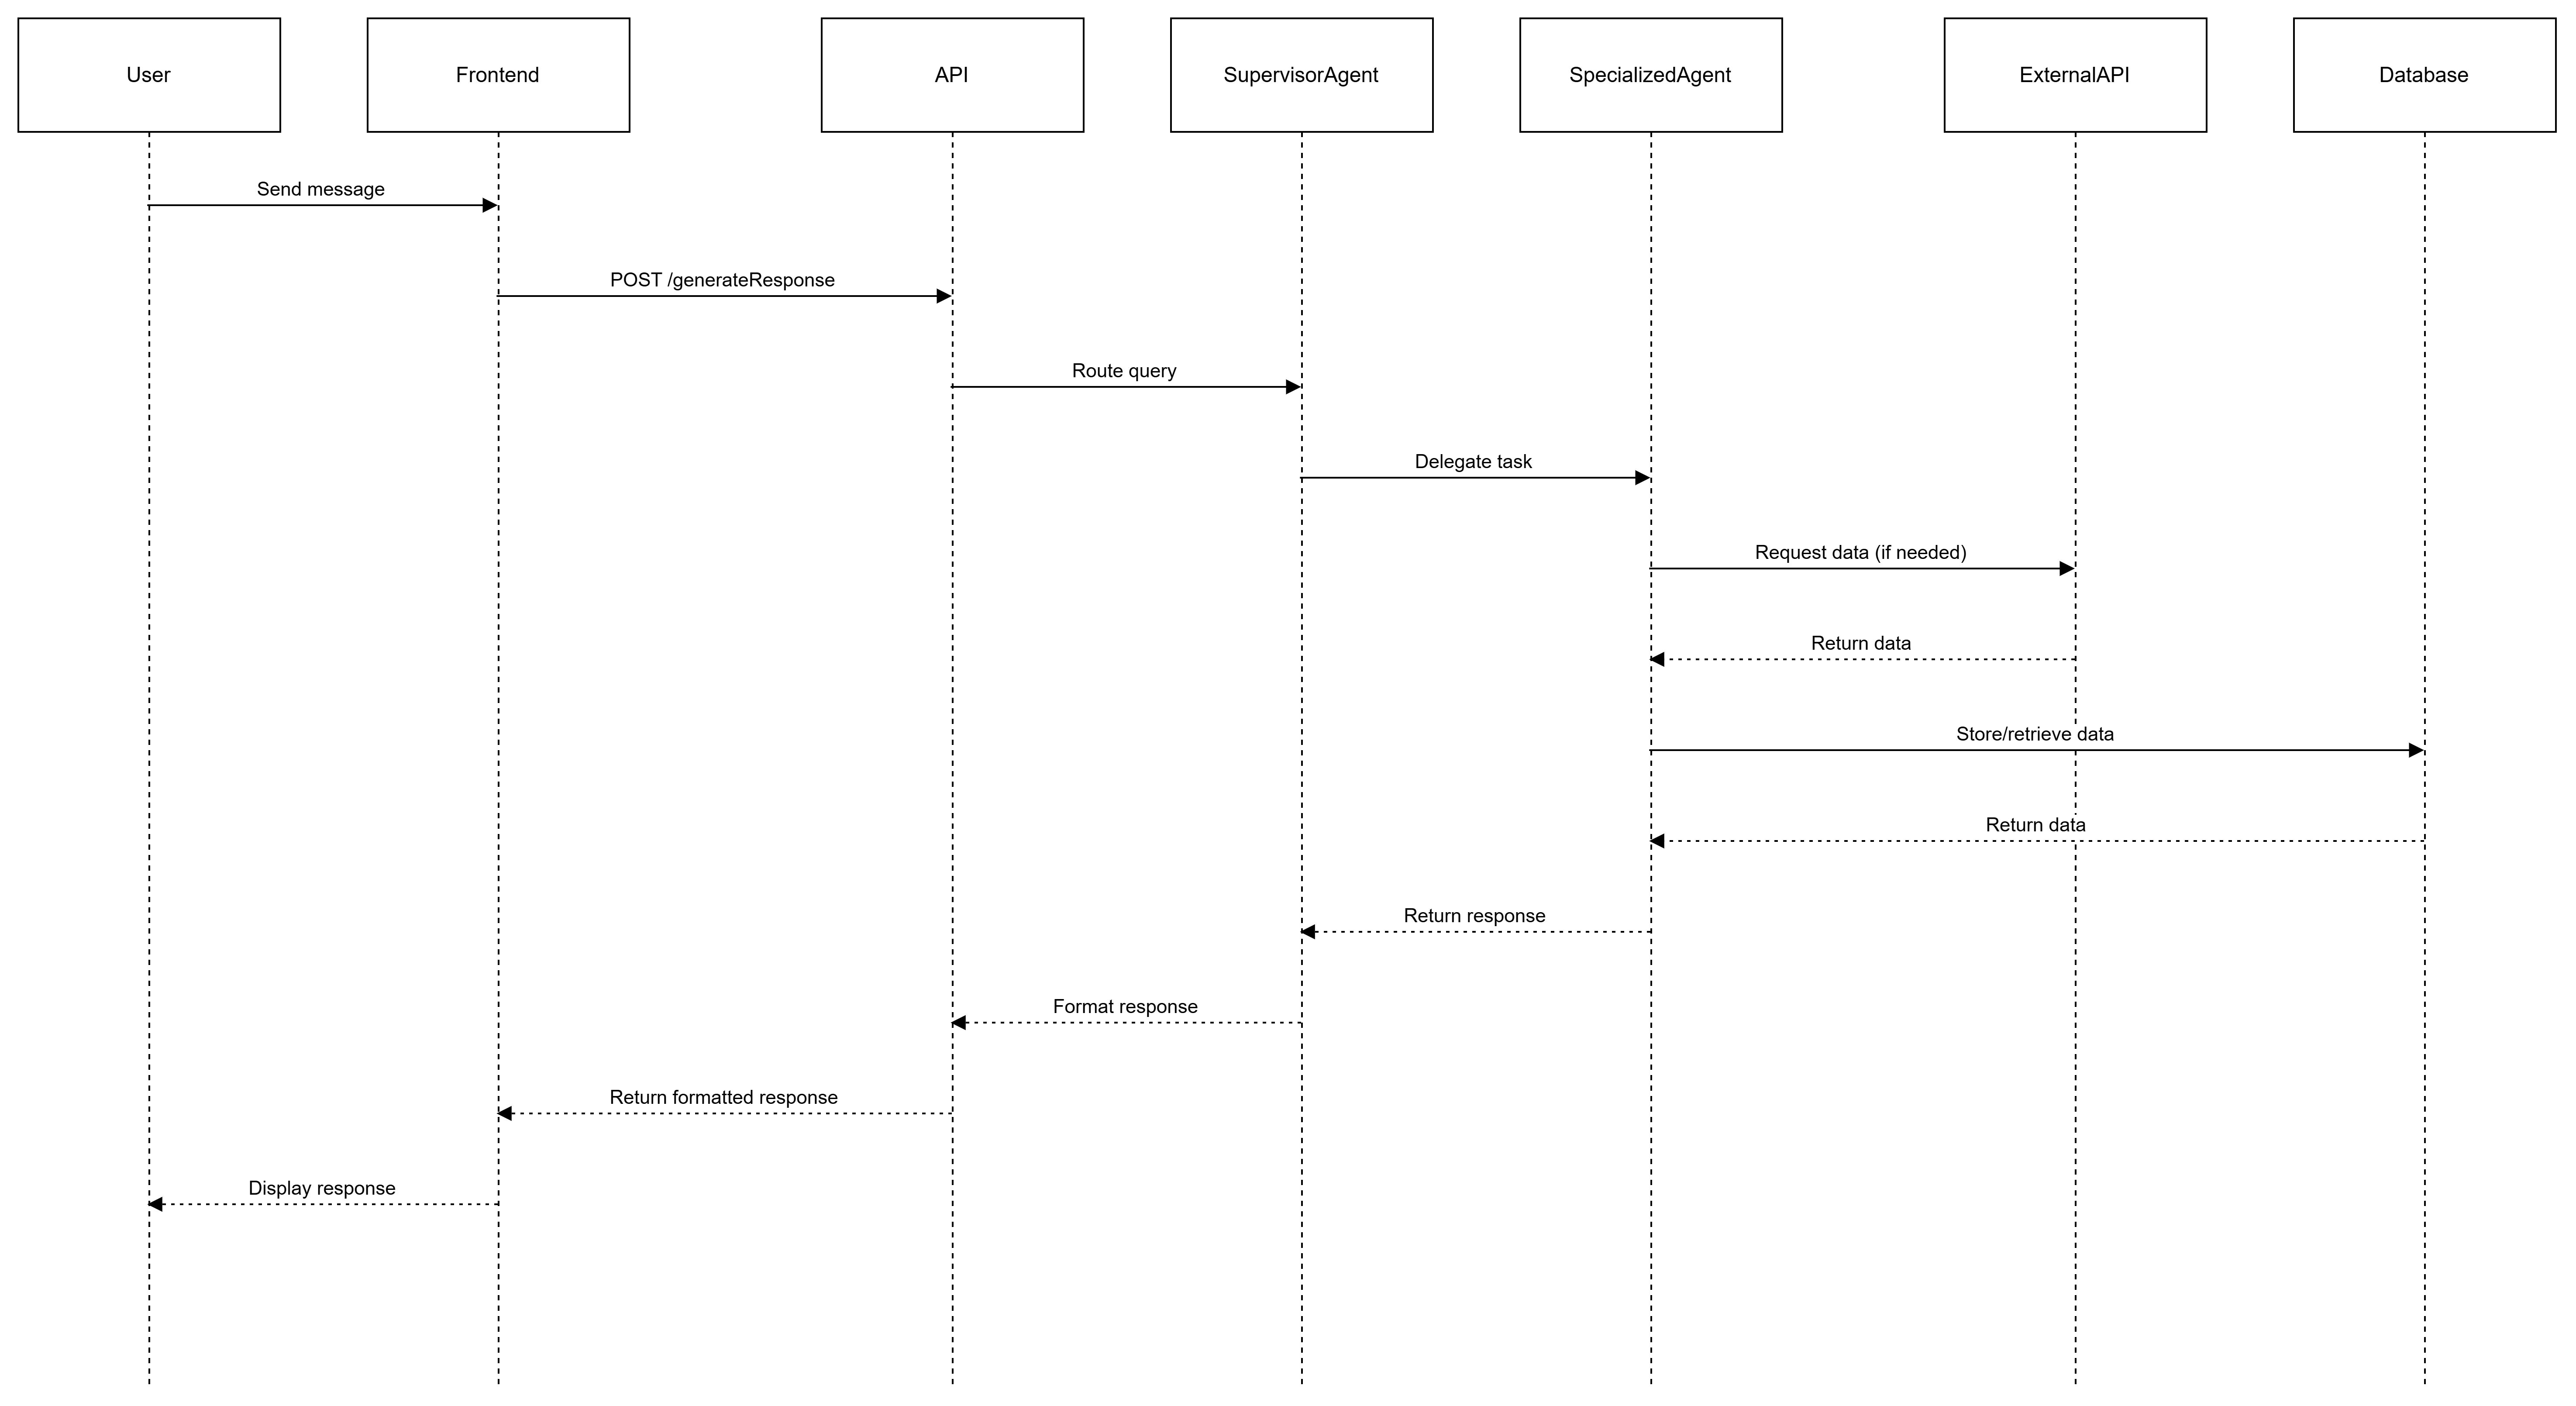 User
Frontend
API
SupervisorAgent
SpecializedAgent
ExternalAPI
Database
Send message
POST /generateResponse
Route query
Delegate task
Request data (if needed)
Return data
Store/retrieve data
Return data
Return response
Format response
Return formatted response
Display response